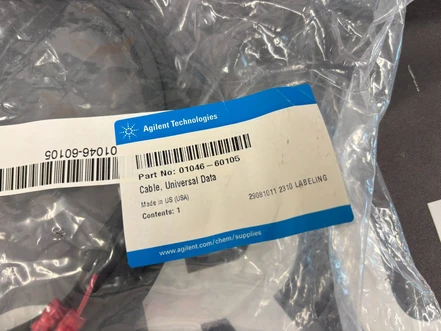 Agilent Technologies
Part No: 01046-60105
Cable, Universal Data
Made in US (USA)
Contents: 1
29081011 2310 LABELING
www.agilent.com/chem/supplies
01046-60105